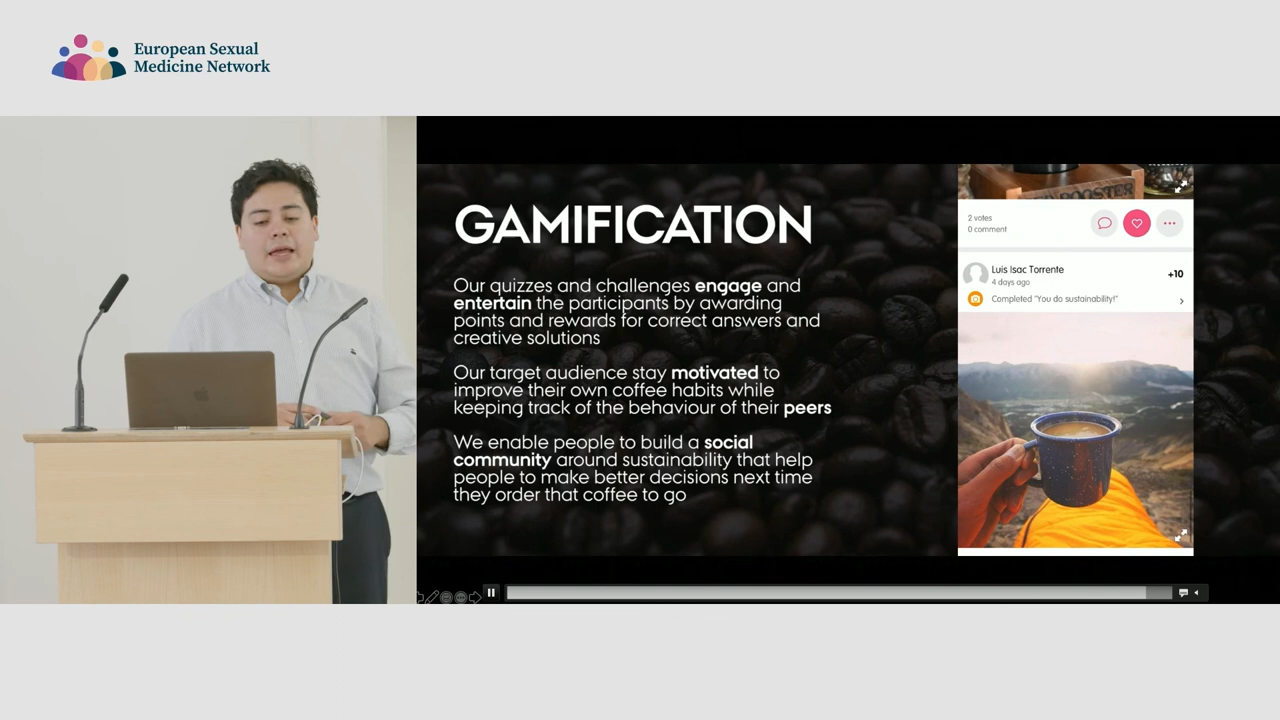 European Sexual
Medicine Network
GAMIFICATION
Our quizzes and challenges engage and
entertain the participants by awarding
points and rewards for correct answers and
creative solutions
Our target audience stay motivated to
improve their own coffee habits while
keeping track of the behaviour of their peers
We enable people to build a social
community around sustainability that help
people to make better decisions next time
they order that coffee to go
ROOSTER
2 votes
0 comment
Luis Isac Torrente
+10
4 days ago
Completed "You do sustainability!"